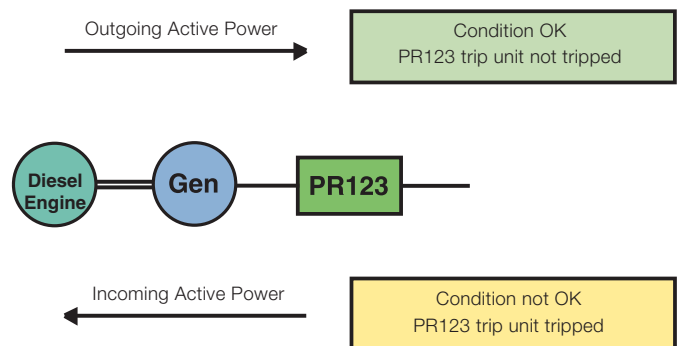 Outgoing Active Power
Condition OK
PR123 trip unit not tripped
Diesel
Engine
Gen
PR123
Incoming Active Power
Condition not OK
PR123 trip unit tripped